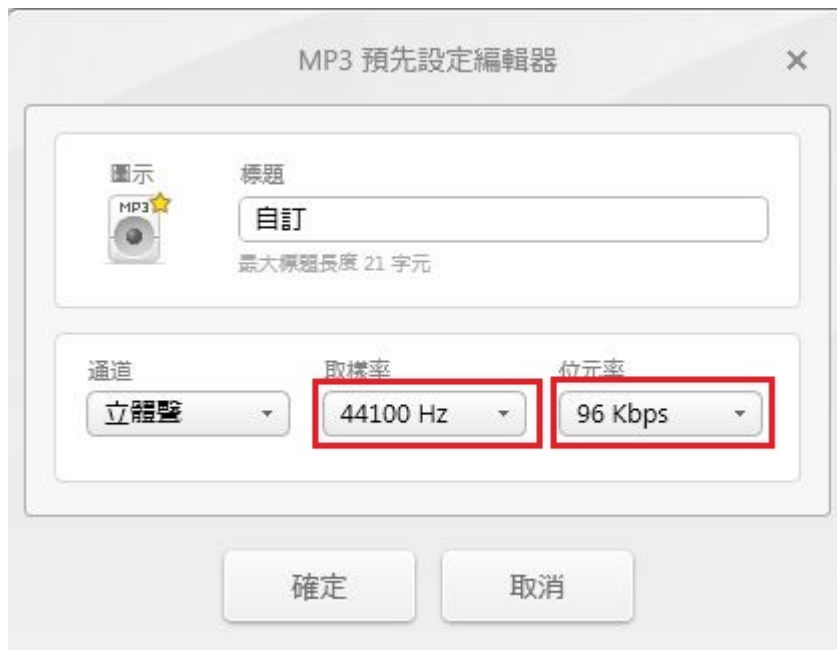 MP3 預先設定編輯器
圖示
標題
MP3
自訂
最大標題長度 21 字元
通道
取樣率
位元率
立體聲
44100 Hz
96 Kbps
確定
取消